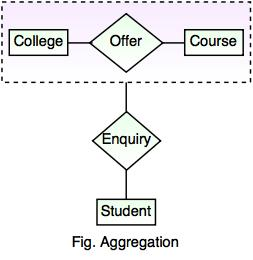 College Offer Course
Enquiry
Student
Fig. Aggregation